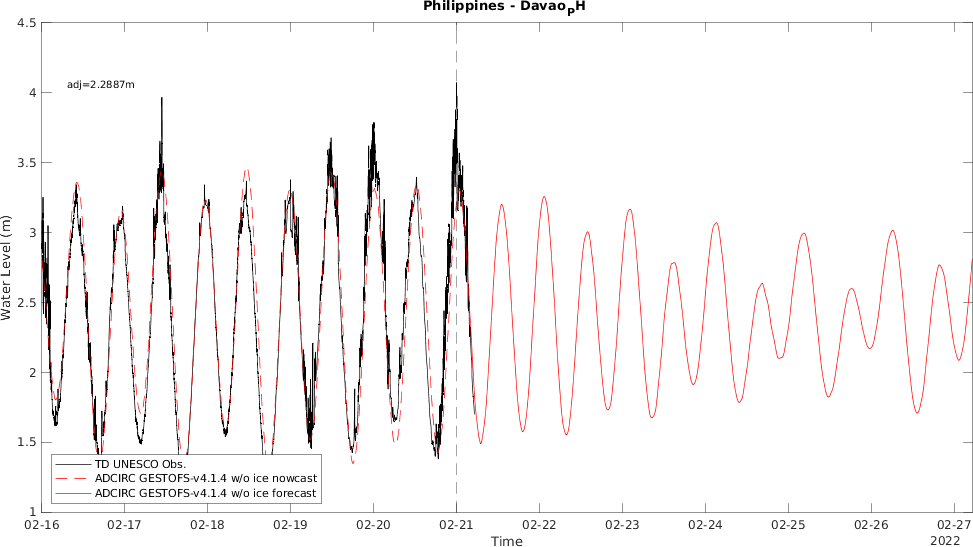 Philippines - DavaoPH
4.5
4
3.5
3
2.5
2
1.5
1
Water Level (m)
adj=2.2887m
TD UNESCO Obs.
ADCIRC GESTOFS-v4.1.4 w/o ice nowcast
ADCIRC GESTOFS-v4.1.4 w/o ice forecast
02-16 02-17 02-18 02-19 02-20 02-21 02-22 02-23 02-24 02-25 02-26 02-27
Time
2022